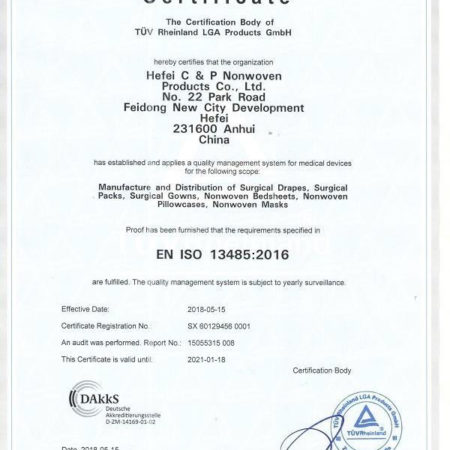 Certificate
The Certification Body of
TÜV Rheinland LGA Products GmbH
hereby certifies that the organization
Hefei C & P Nonwoven
Products Co., Ltd.
No. 22 Park Road
Feidong New City Development
Hefei
231600 Anhui
China
has established and applies a quality management system for medical devices
for the following scope:
Manufacture and Distribution of Surgical Drapes, Surgical
Packs, Surgical Gowns, Nonwoven Bedsheets, Nonwoven
Pillowcases, Nonwoven Masks
Proof has been furnished that the requirements specified in
EN ISO 13485:2016
are fulfilled. The quality management system is subject to yearly surveillance.
Effective Date: 2018-05-15
Certificate Registration No. SX 60129456 0001
An audit was performed. Report No.: 15055315 008
This Certificate is valid until: 2021-01-18
Certification Body
DAkkS
Deutsche
Akkreditierungsstelle
D-ZM-14169-01-02
TÜV Rheinland LGA Products GmbH
TÜVRheinland
Date 2018-05-15